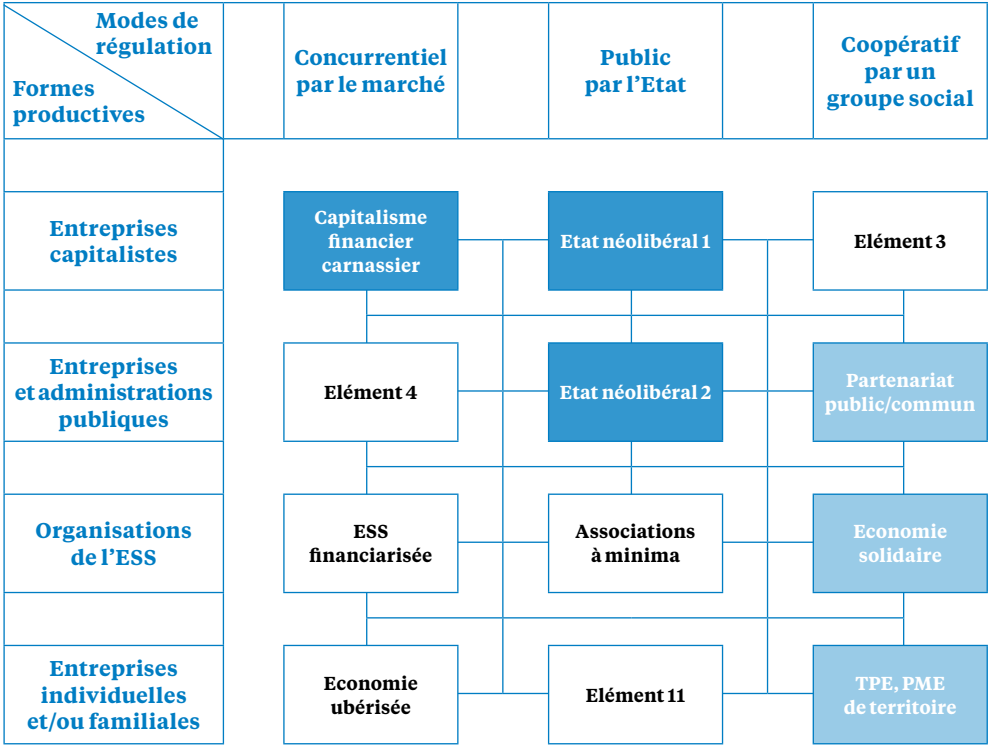 Modes de
régulation
Formes
productives
Concurrentiel
par le marché
Public
par l'Etat
Coopératif
par un
groupe social
Entreprises
capitalistes
Capitalisme
financier
carnassier
Etat néolibéral 1
Elément 3
Entreprises
et administrations
publiques
Elément 4
Etat néolibéral 2
Partenariat
public/commun
Organisations
de l'ESS
ESS
financiarisée
Associations
à minima
Economie
solidaire
Entreprises
individuelles
et/ou familiales
Economie
ubérisée
Elément 11
TPE, PME
de territoire